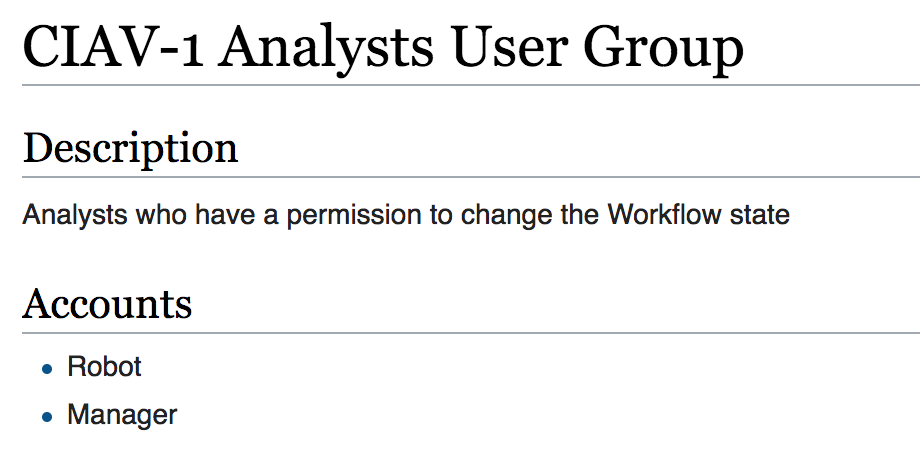 CIAV-1 Analysts User Group
Description
Analysts who have a permission to change the Workflow state
Accounts
Robot
Manager